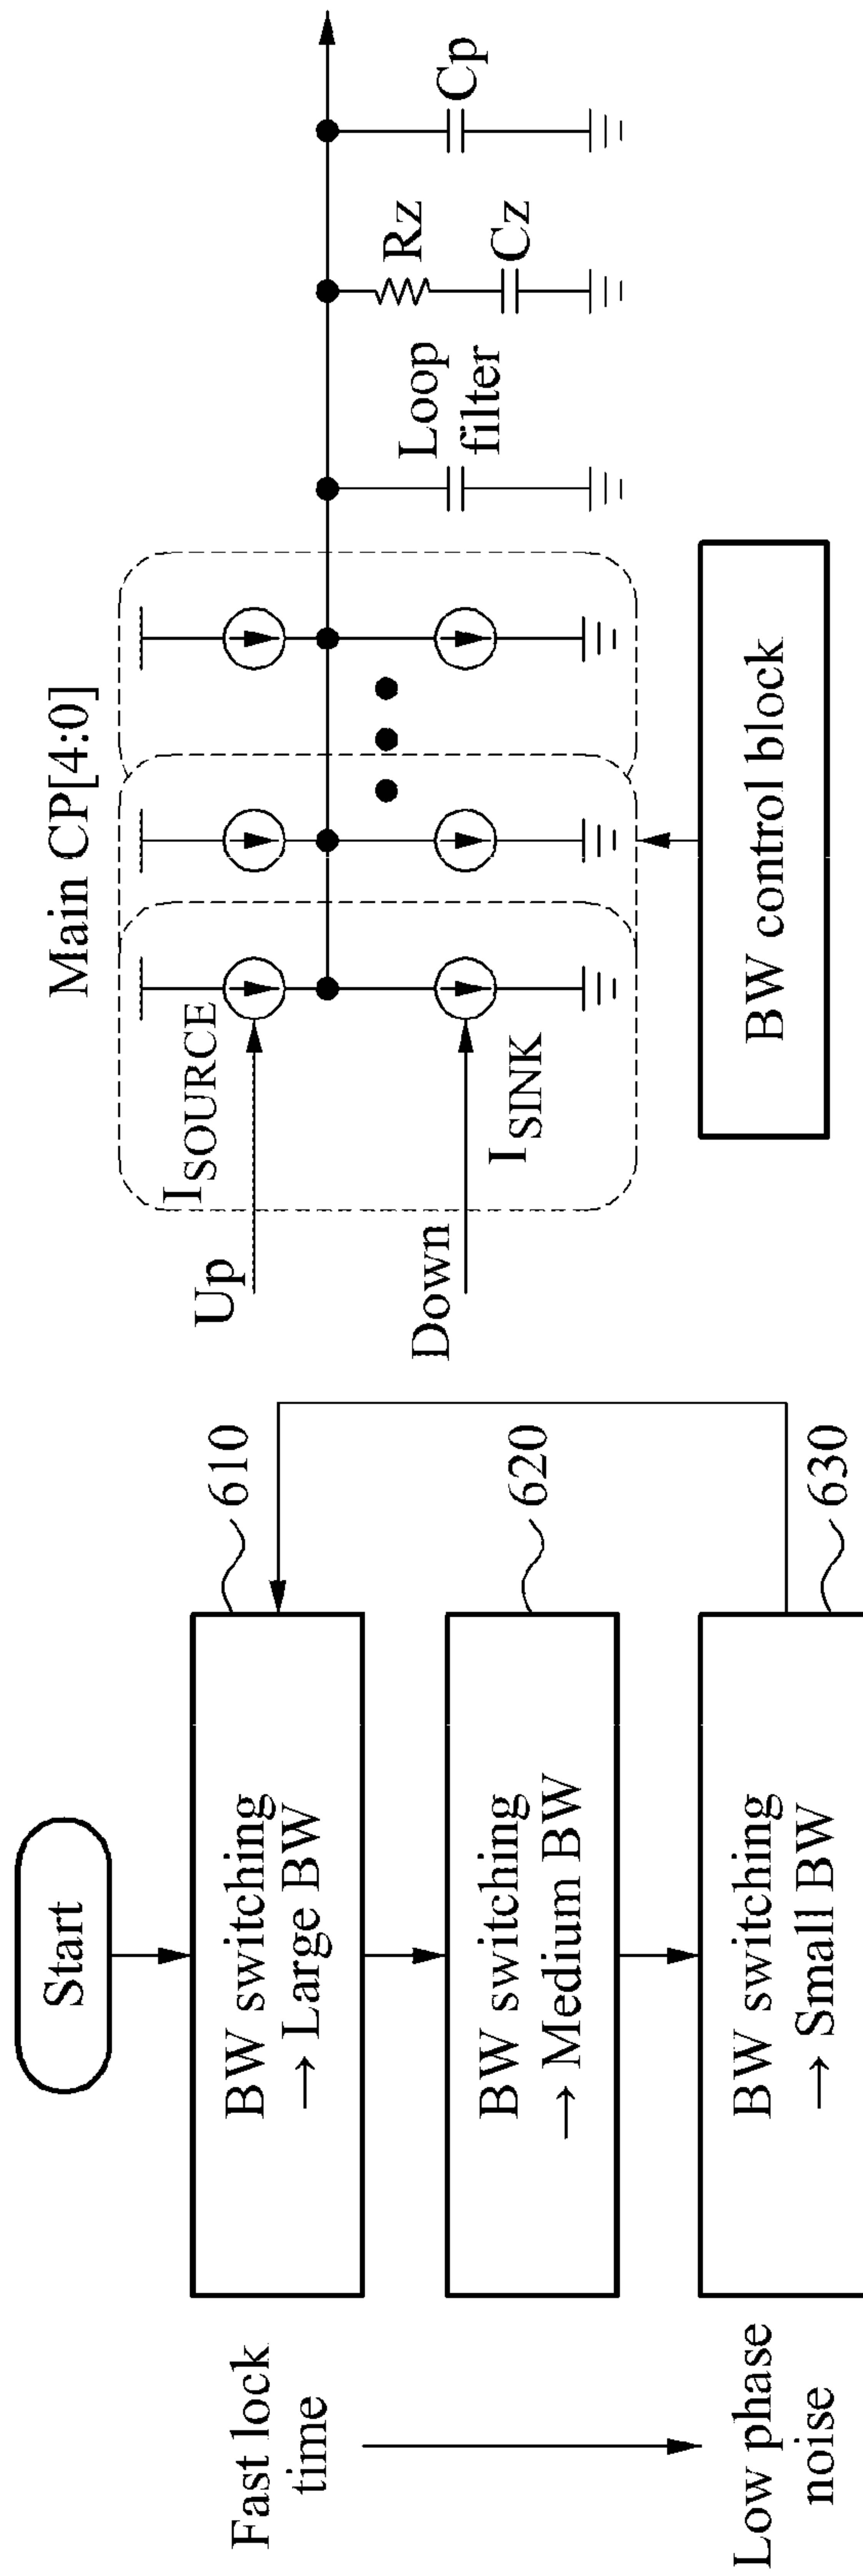 Start
Fast lock
time
BW switching
→ Large BW
610
BW switching
→ Medium BW
620
Low phase
noise
BW switching
→ Small BW
630
Main CP[4:0]
Up
ISOURCE
Down
ISINK
Loop
filter
Rz
Cz
Cp
BW control block